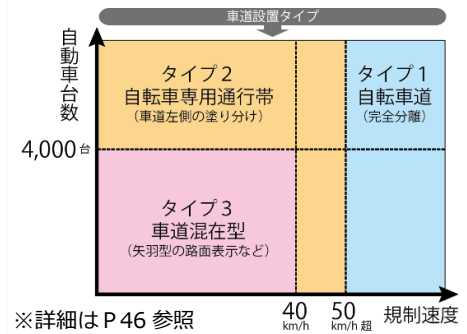 車道設置タイプ
自動車台数
タイプ2
自転車専用通行帯
(車道左側の塗り分け)
タイプ1
自転車道
(完全分離)
4,000台
タイプ3
車道混在型
(矢羽型の路面表示など)
40
km/h
50
km/h 超
規制速度
※詳細はP46参照